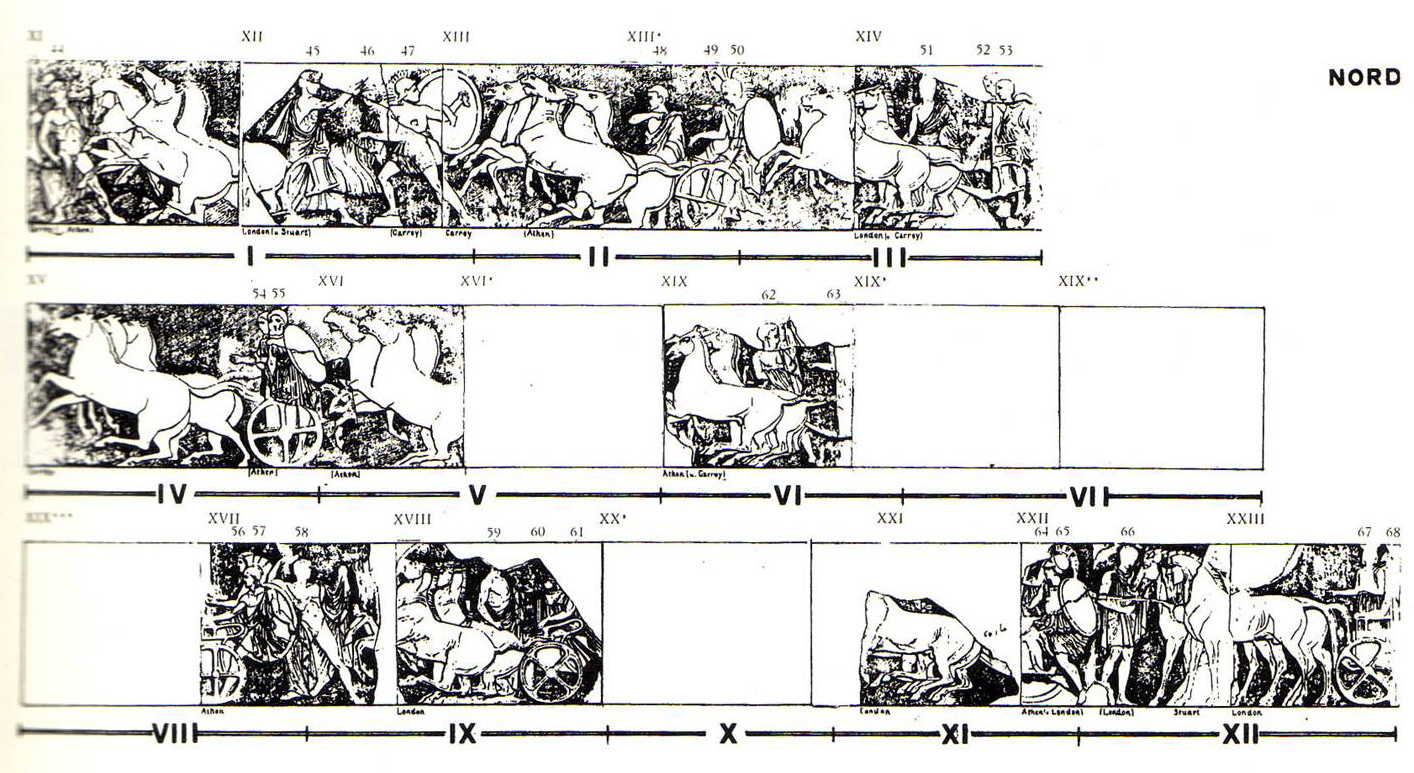 XI XII XIII XIII* XIV
44 45 46 47 48 49 50 51 52 53
NORD
London (u. Stuart) (Carrey) Carrey (Athen) London (u. Carrey)
I II III
XV XVI XVI* XIX XIX* XIX**
54 55 62 63
(Athen) (Athen) Athen (u. Carrey)
IV V VI VII
XIX*** XVII XVIII XX* XXI XXII XXIII
56 57 58 59 60 61 64 65 66 67 68
Athen London London Athen u. London) (London) Stuart London
VIII IX X XI XII